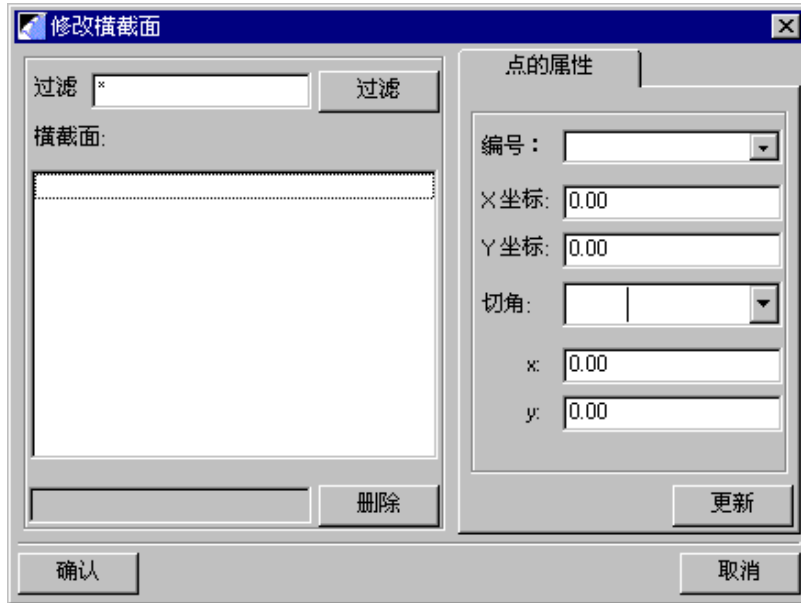 修改横截面
过滤 * 过滤
横截面:
删除
点的属性
编号：
X坐标: 0.00
Y坐标: 0.00
切角:
x: 0.00
y: 0.00
更新
确认 取消